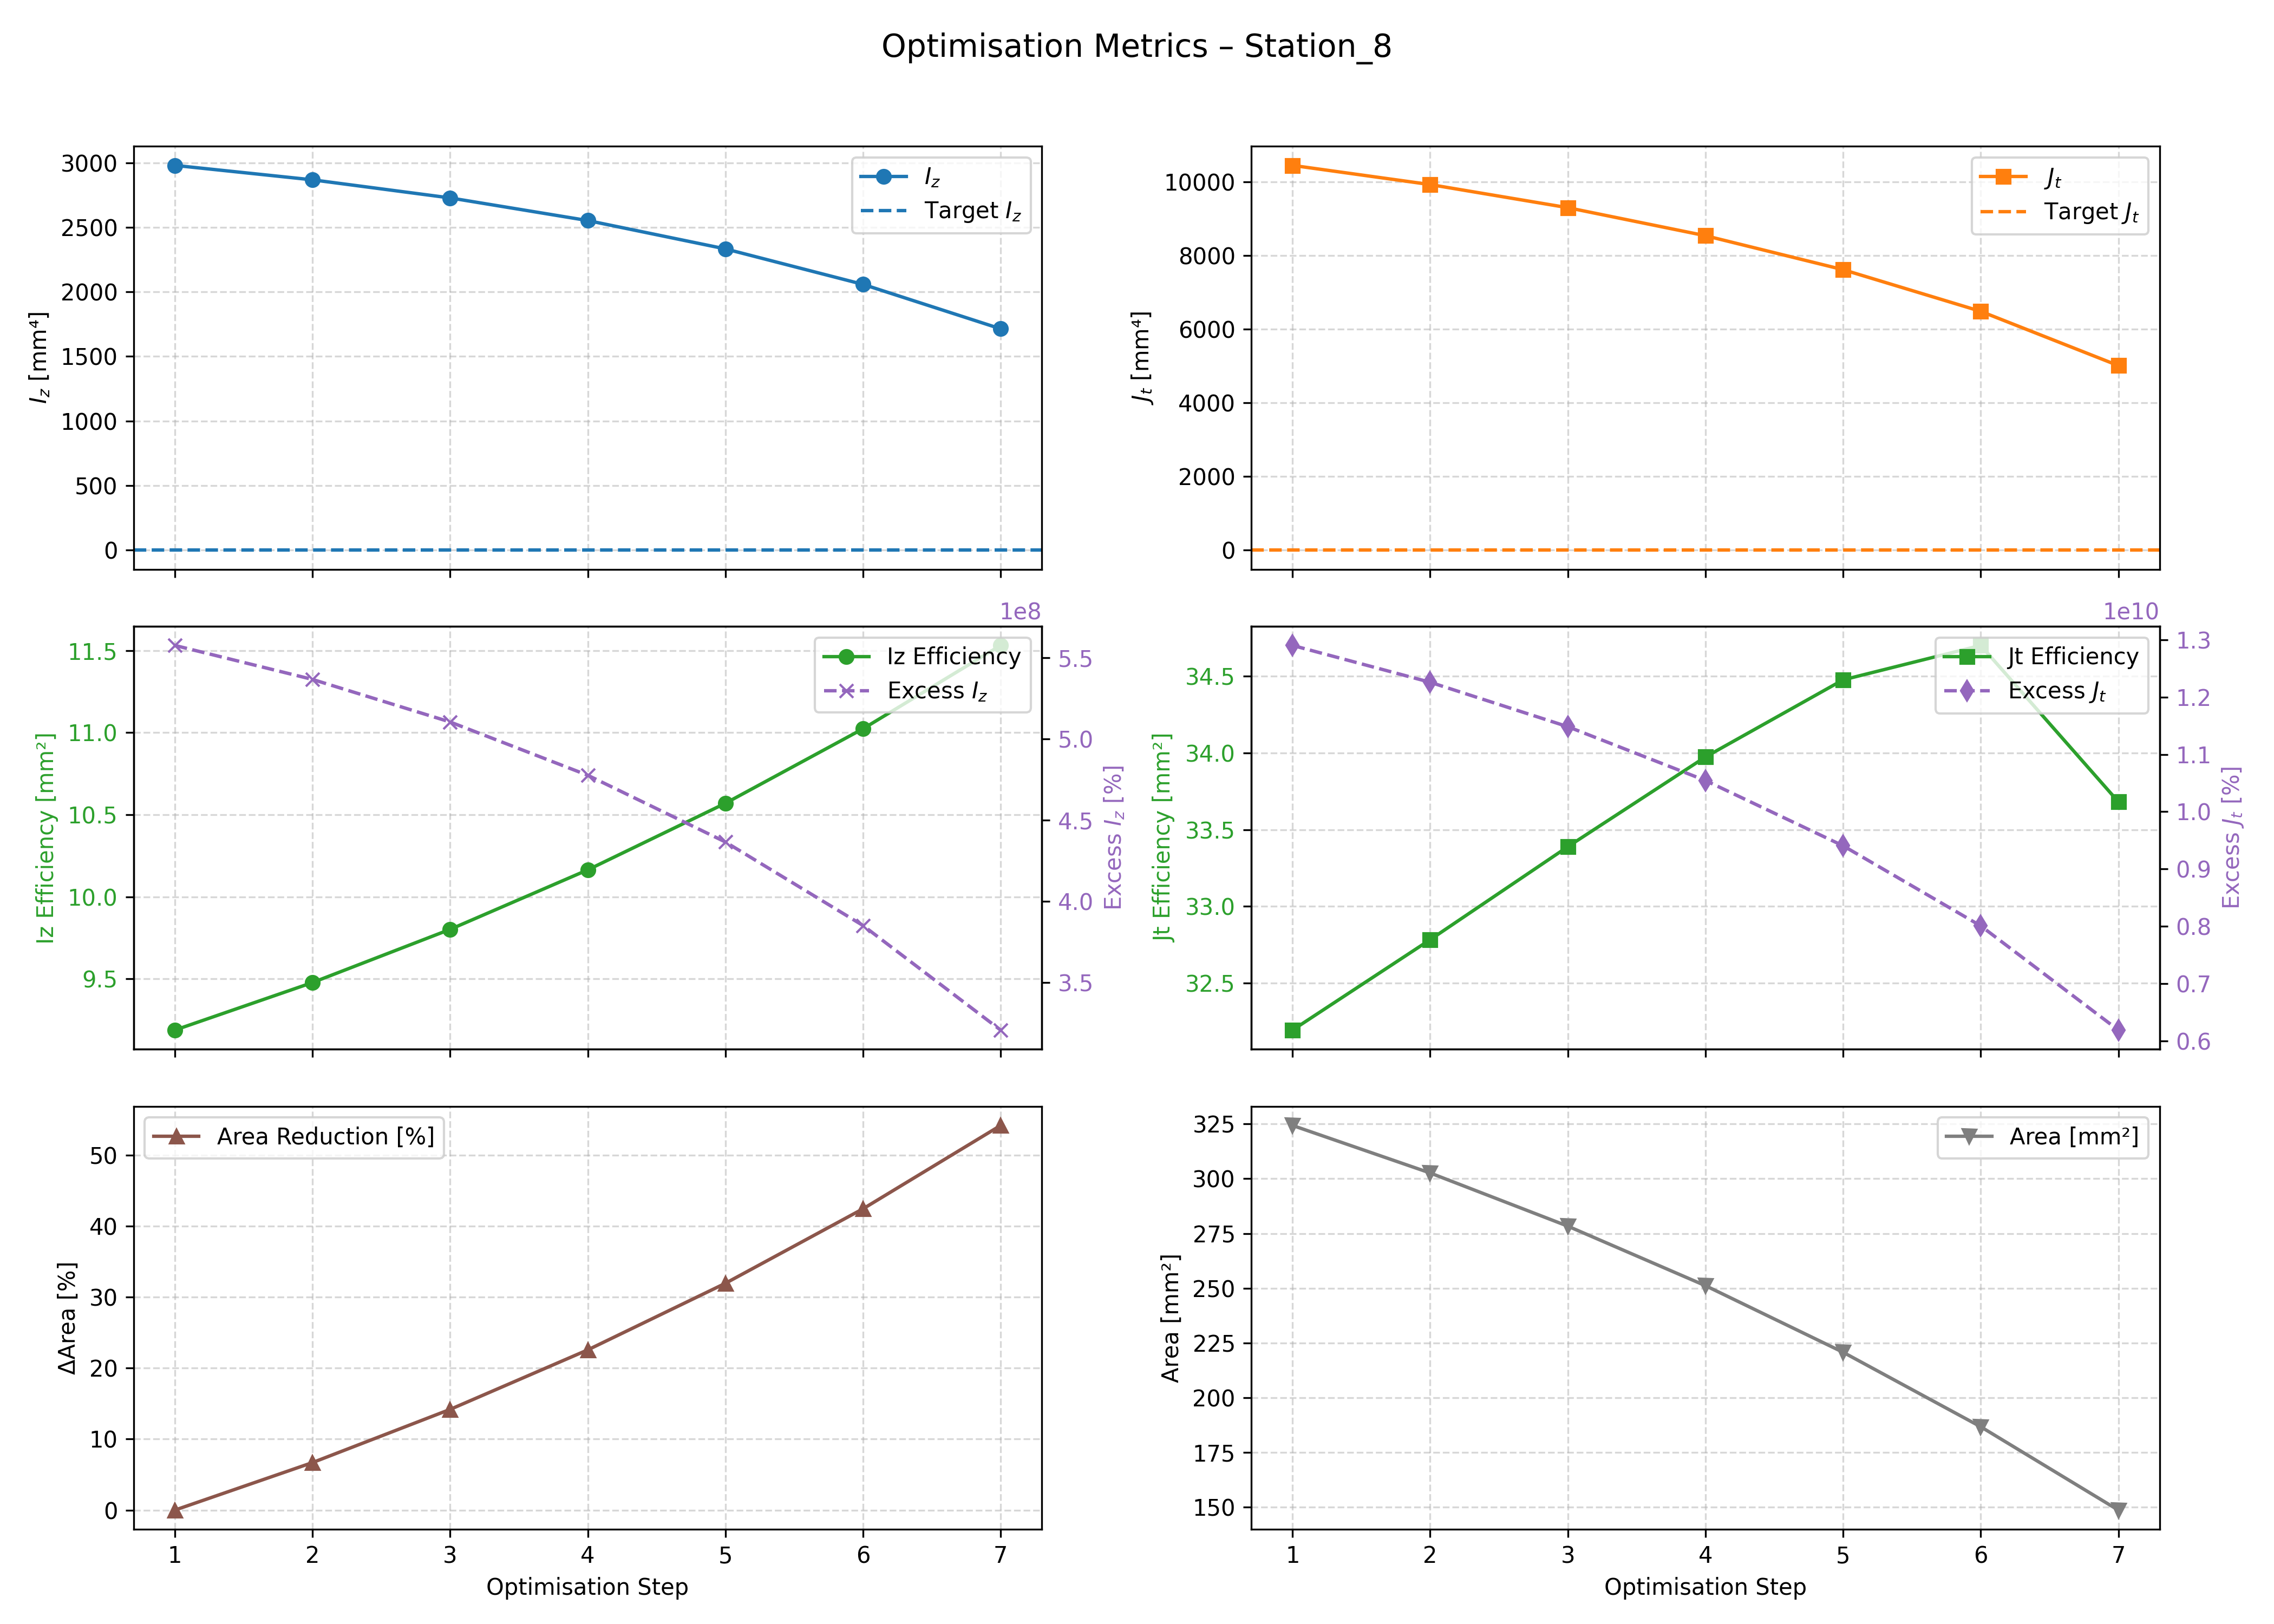 Optimisation Metrics – Station_8
3000
2500
2000
1500
1000
500
0
I_z [mm⁴]
I_z
Target I_z
10000
8000
6000
4000
2000
0
J_t [mm⁴]
J_t
Target J_t
1e8
11.5
11.0
10.5
10.0
9.5
Iz Efficiency [mm²]
Iz Efficiency
Excess I_z
5.5
5.0
4.5
4.0
3.5
Excess I_z [%]
1e10
34.5
34.0
33.5
33.0
32.5
Jt Efficiency [mm²]
Jt Efficiency
Excess J_t
1.3
1.2
1.1
1.0
0.9
0.8
0.7
0.6
Excess J_t [%]
50
40
30
20
10
0
ΔArea [%]
Area Reduction [%]
1 2 3 4 5 6 7
Optimisation Step
325
300
275
250
225
200
175
150
Area [mm²]
Area [mm²]
1 2 3 4 5 6 7
Optimisation Step